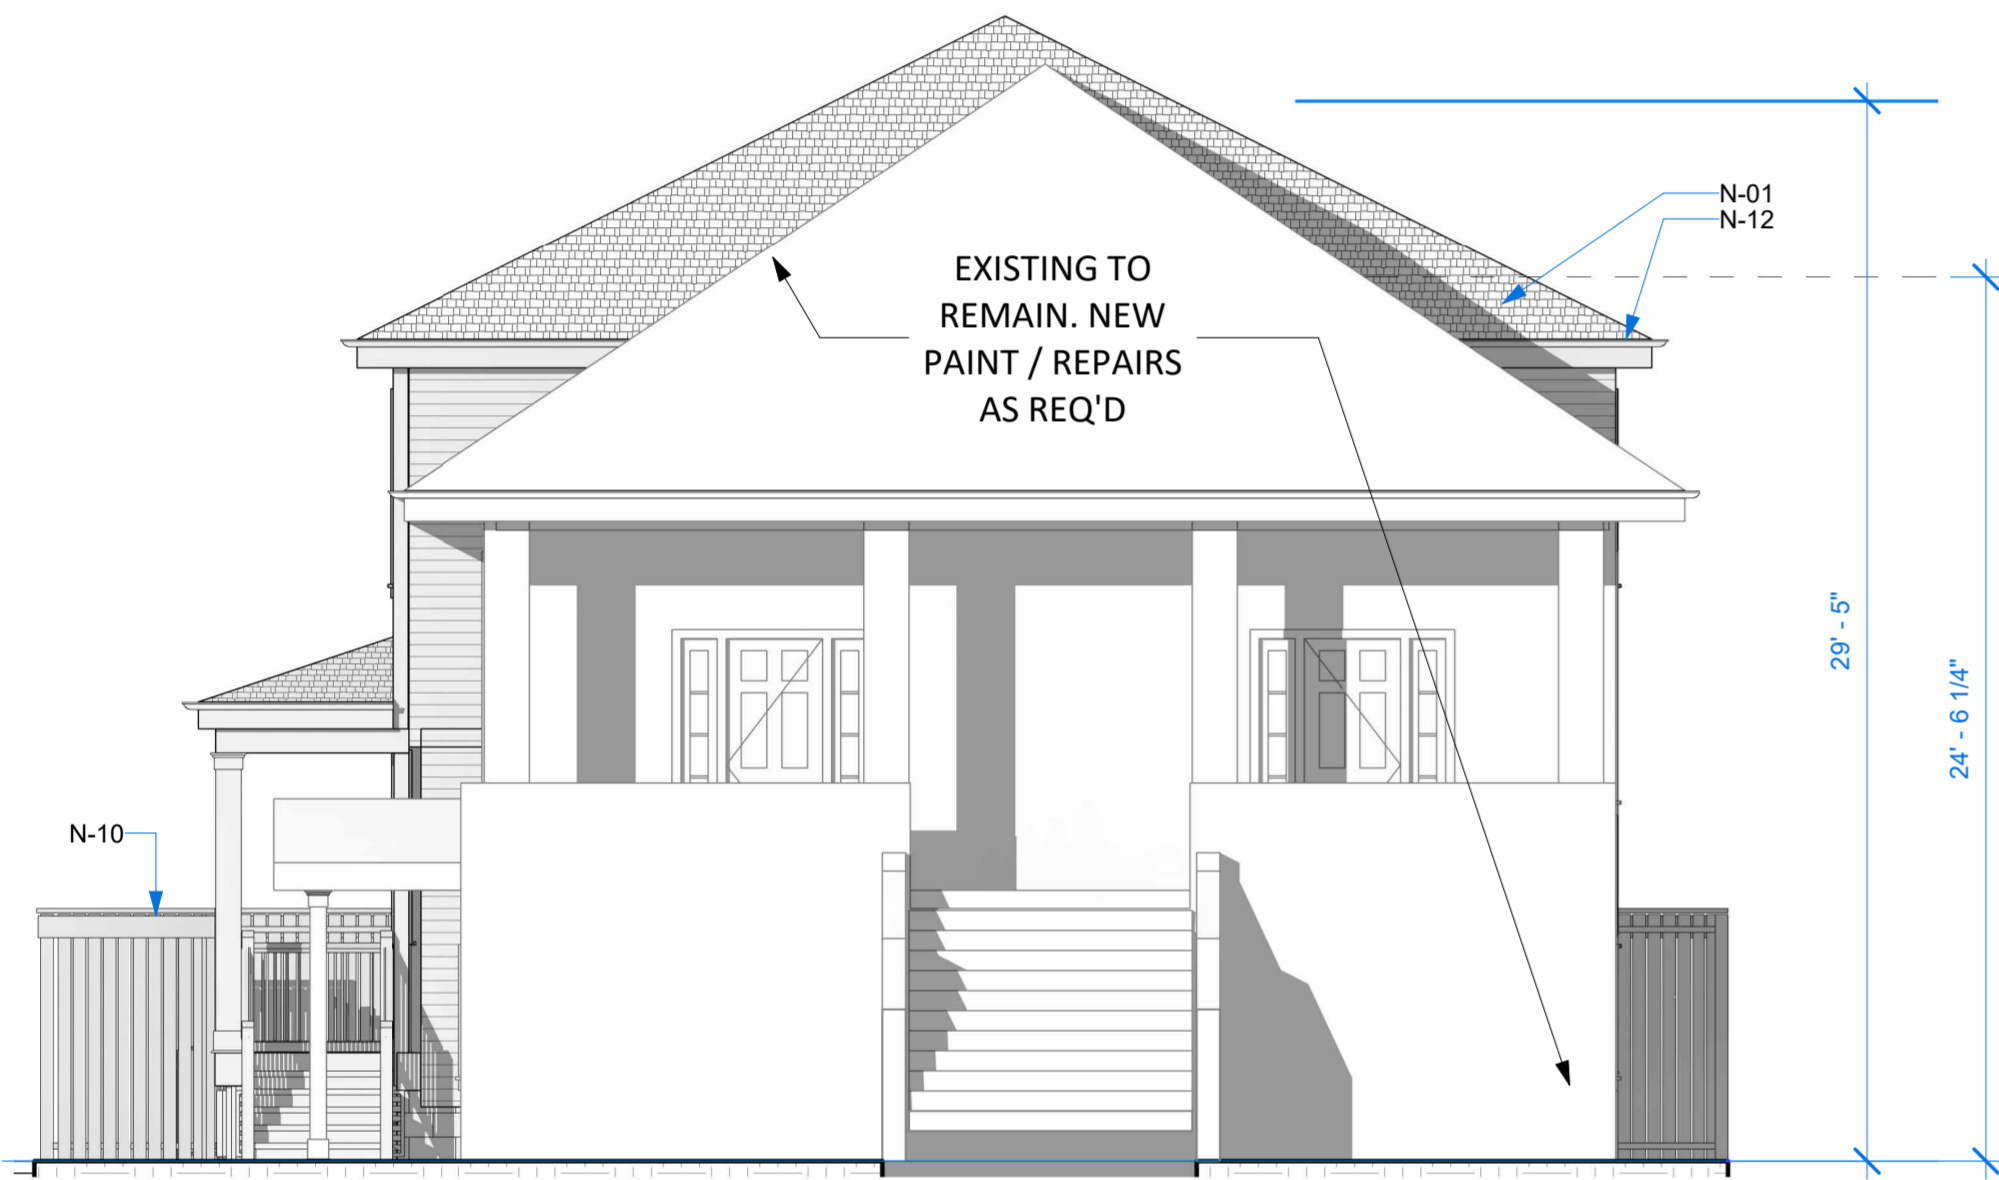 N-01
N-12
EXISTING TO
REMAIN. NEW
PAINT / REPAIRS
AS REQ'D
29' - 5"
24' - 6 1/4"
N-10